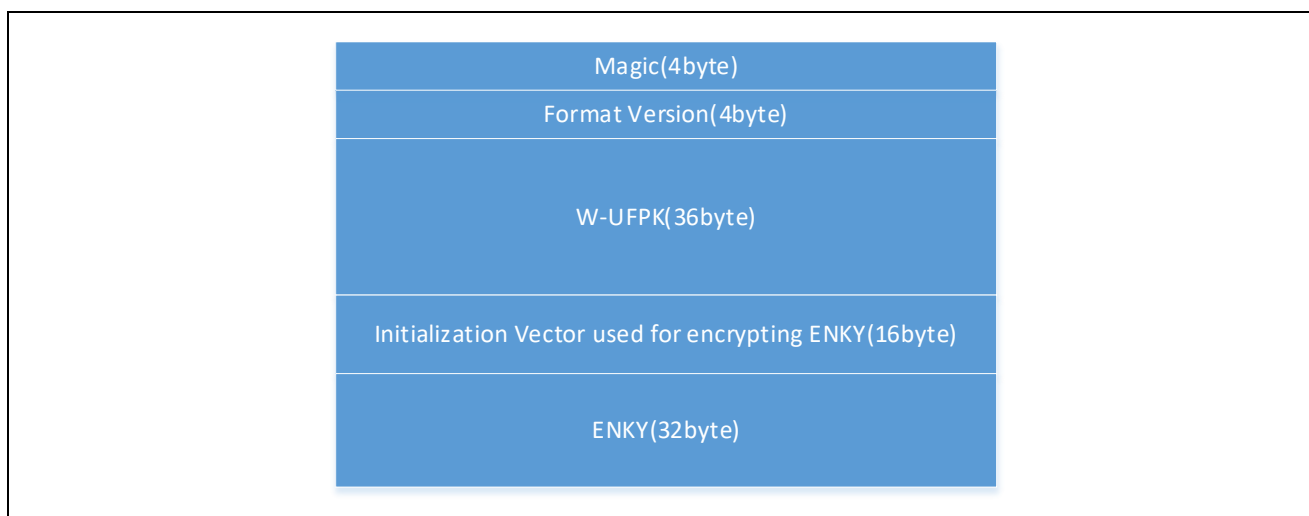 Magic(4byte)
Format Version(4byte)
W-UFPK(36byte)
Initialization Vector used for encrypting ENKY(16byte)
ENKY(32byte)